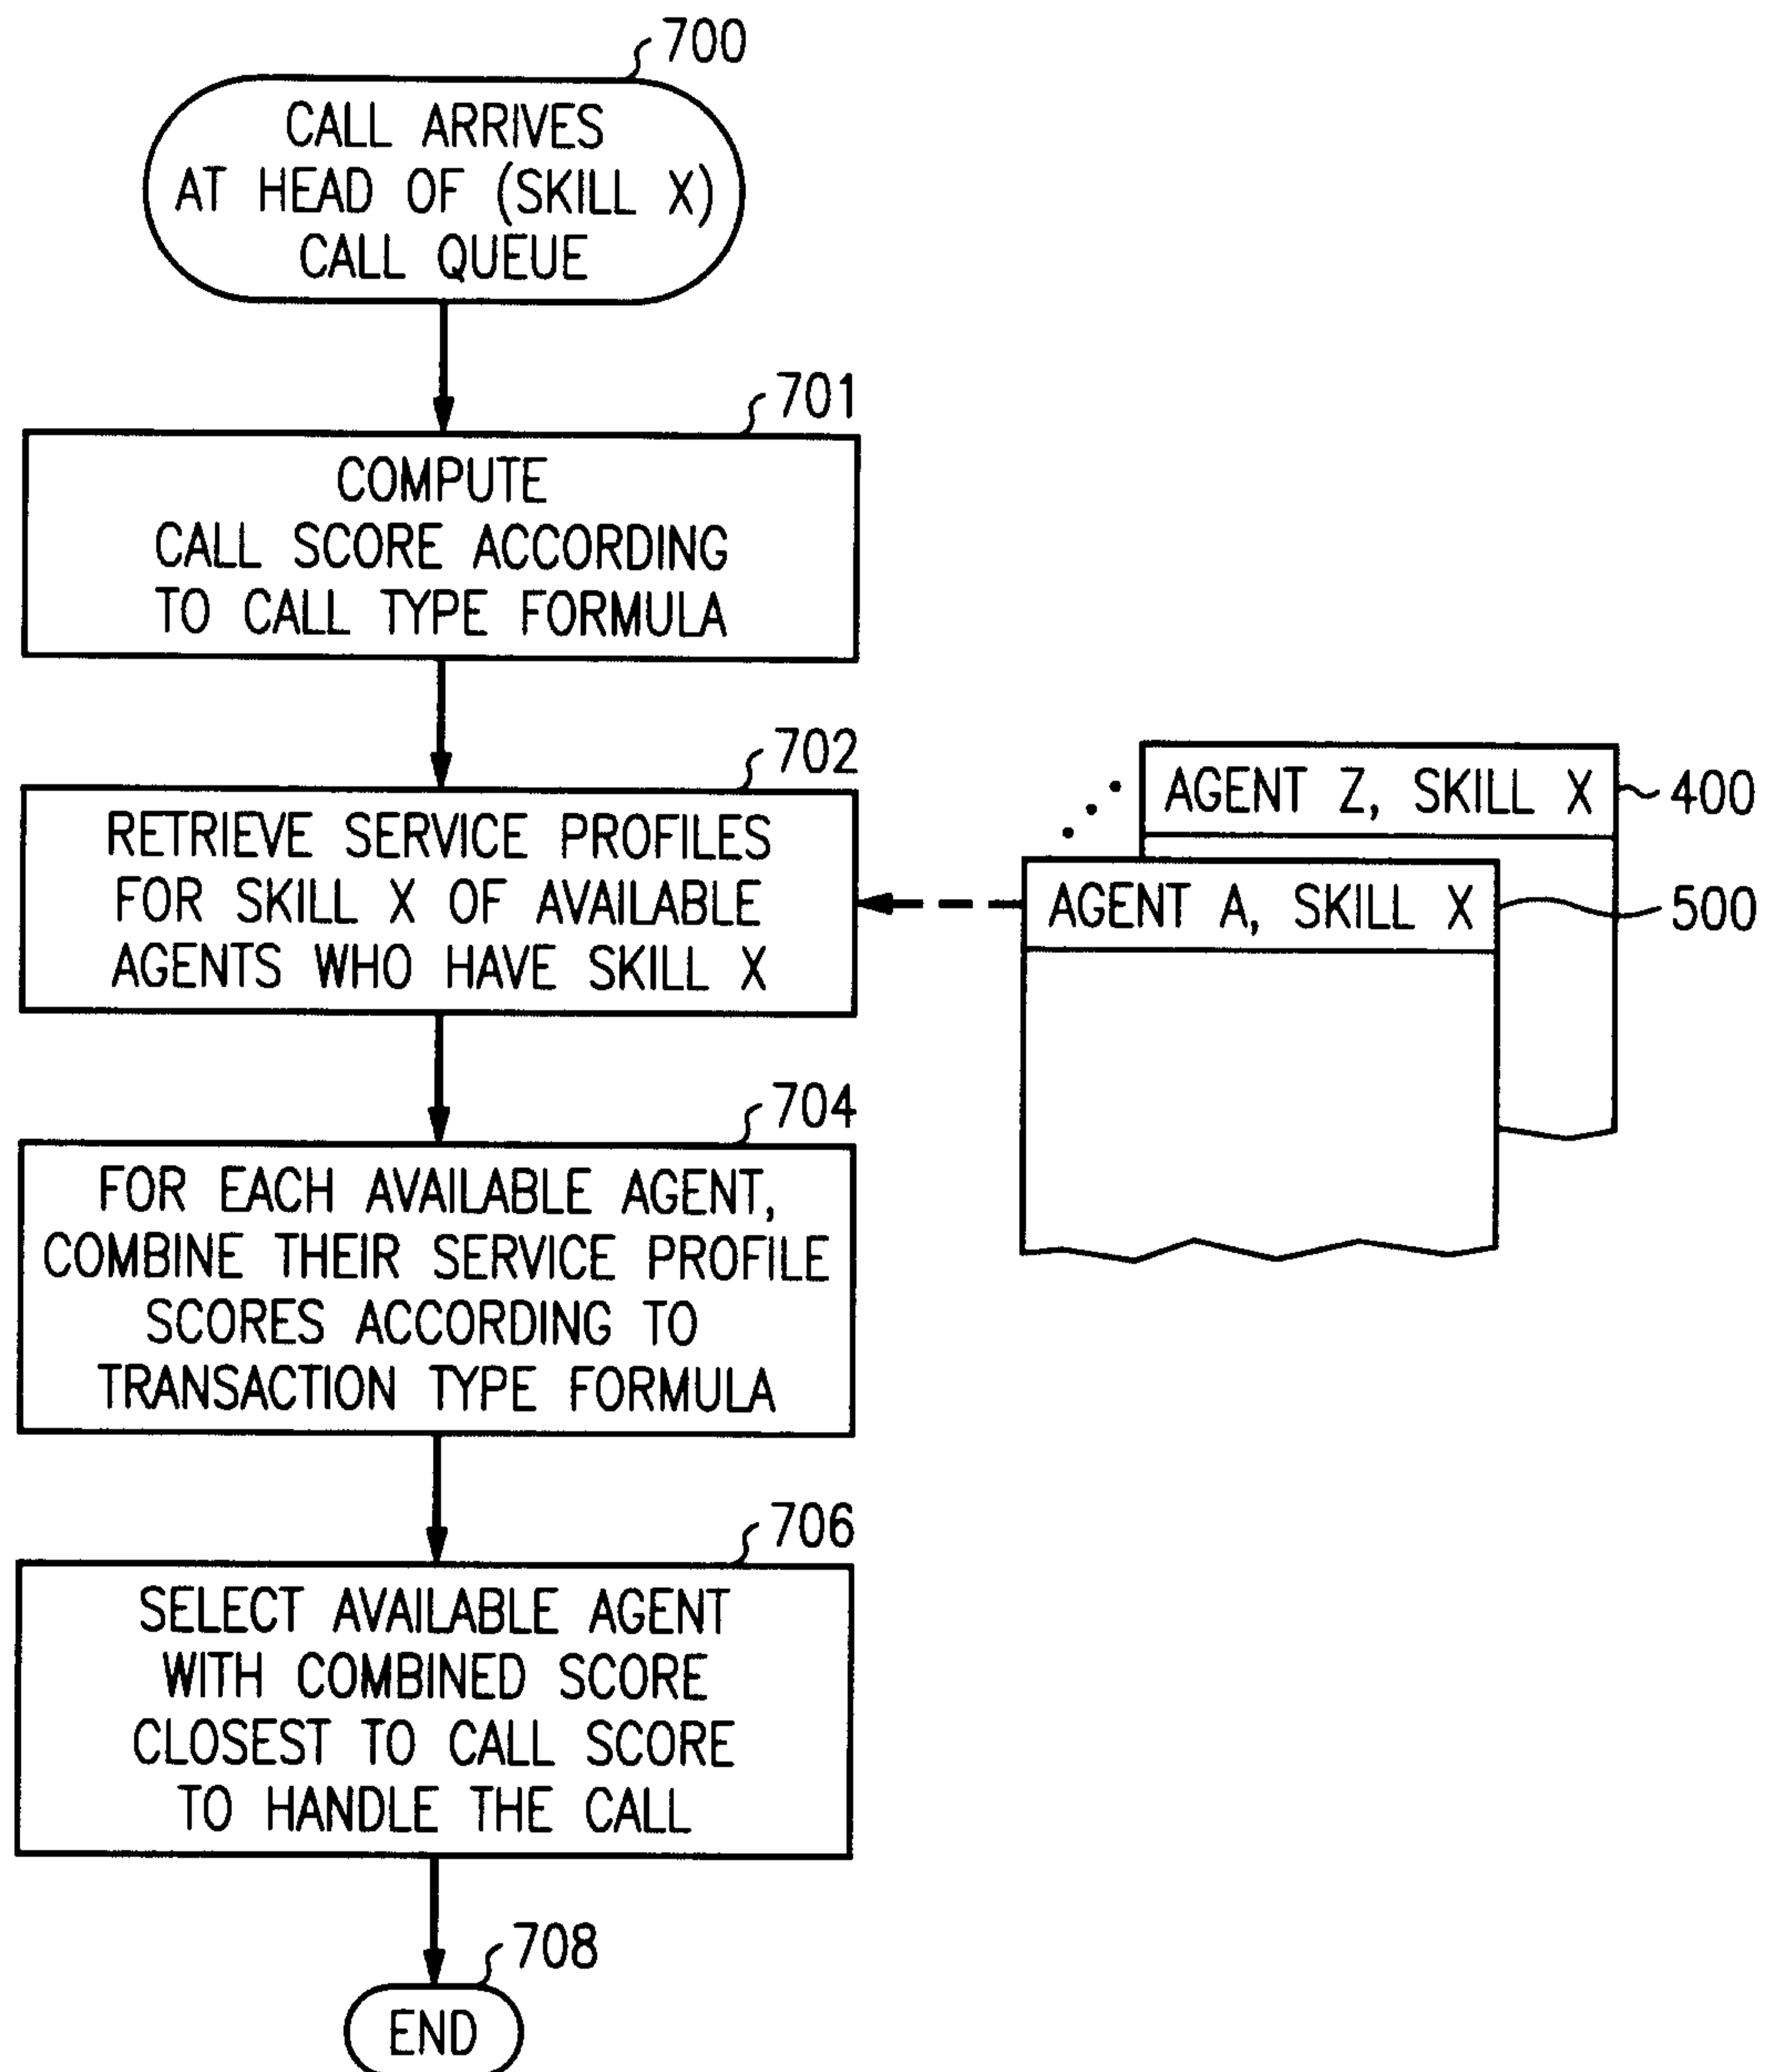 700
CALL ARRIVES
AT HEAD OF (SKILL X)
CALL QUEUE
701
COMPUTE
CALL SCORE ACCORDING
TO CALL TYPE FORMULA
702
RETRIEVE SERVICE PROFILES
FOR SKILL X OF AVAILABLE
AGENTS WHO HAVE SKILL X
AGENT Z, SKILL X
400
AGENT A, SKILL X
500
704
FOR EACH AVAILABLE AGENT,
COMBINE THEIR SERVICE PROFILE
SCORES ACCORDING TO
TRANSACTION TYPE FORMULA
706
SELECT AVAILABLE AGENT
WITH COMBINED SCORE
CLOSEST TO CALL SCORE
TO HANDLE THE CALL
708
END